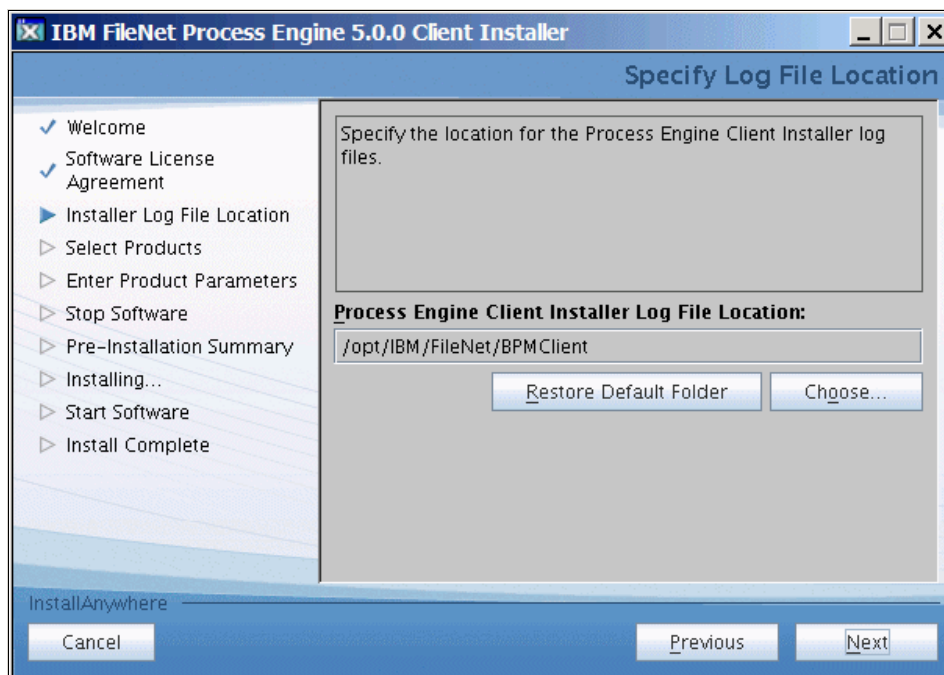 IBM FileNet Process Engine 5.0.0 Client Installer
Specify Log File Location
Welcome
Software License
Agreement
Installer Log File Location
Select Products
Enter Product Parameters
Stop Software
Pre-Installation Summary
Installing...
Start Software
Install Complete
Specify the location for the Process Engine Client Installer log
files.
Process Engine Client Installer Log File Location:
/opt/IBM/FileNet/BPMClient
Restore Default Folder
Choose...
InstallAnywhere
Cancel
Previous
Next